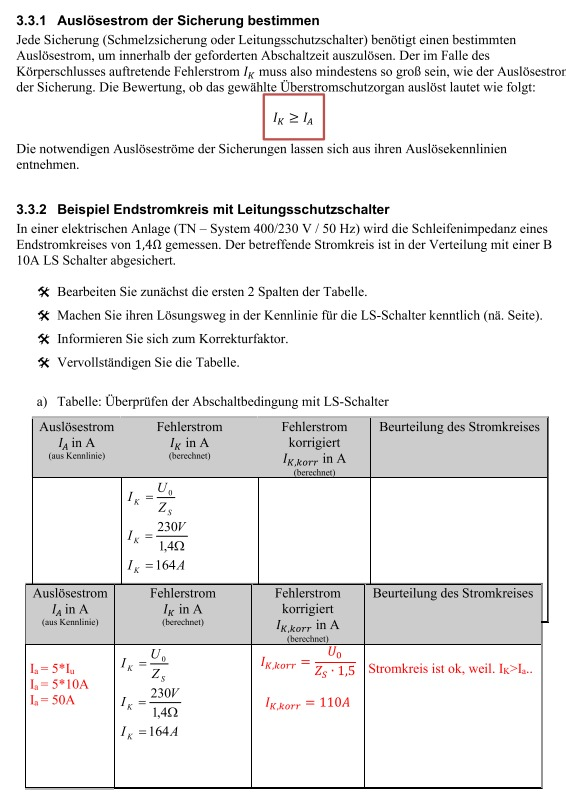 3.3.1 Auslösestrom der Sicherung bestimmen
Jede Sicherung (Schmelzsicherung oder Leitungsschutzschalter) benötigt einen bestimmten
Auslösestrom, um innerhalb der geforderten Abschaltzeit auszulösen. Der im Falle des
Körperschlusses auftretende Fehlerstrom I_K muss also mindestens so groß sein, wie der Auslösestrom
der Sicherung. Die Bewertung, ob das gewählte Überstromschutzorgan auslöst lautet wie folgt:
I_K ≥ I_A
Die notwendigen Auslöseströme der Sicherungen lassen sich aus ihren Auslösekennlinien
entnehmen.
3.3.2 Beispiel Endstromkreis mit Leitungsschutzschalter
In einer elektrischen Anlage (TN – System 400/230 V / 50 Hz) wird die Schleifenimpedanz eines
Endstromkreises von 1,4Ω gemessen. Der betreffende Stromkreis ist in der Verteilung mit einer B
10A LS Schalter abgesichert.
Bearbeiten Sie zunächst die ersten 2 Spalten der Tabelle.
Machen Sie ihren Lösungsweg in der Kennlinie für die LS-Schalter kenntlich (nä. Seite).
Informieren Sie sich zum Korrekturfaktor.
Vervollständigen Sie die Tabelle.
a) Tabelle: Überprüfen der Abschaltbedingung mit LS-Schalter
Auslösestrom
I_A in A
(aus Kennlinie)
Fehlerstrom
I_K in A
(berechnet)
Fehlerstrom
korrigiert
I_K,korr in A
(berechnet)
Beurteilung des Stromkreises
I_K = U_0 / Z_S
I_K = 230V / 1,4Ω
I_K = 164A
Auslösestrom
I_A in A
(aus Kennlinie)
Fehlerstrom
I_K in A
(berechnet)
Fehlerstrom
korrigiert
I_K,korr in A
(berechnet)
Beurteilung des Stromkreises
I_a = 5*I_u
I_a = 5*10A
I_a = 50A
I_K = U_0 / Z_S
I_K = 230V / 1,4Ω
I_K = 164A
I_K,korr = U_0 / Z_S · 1,5
I_K,korr = 110A
Stromkreis ist ok, weil. I_K>I_a..